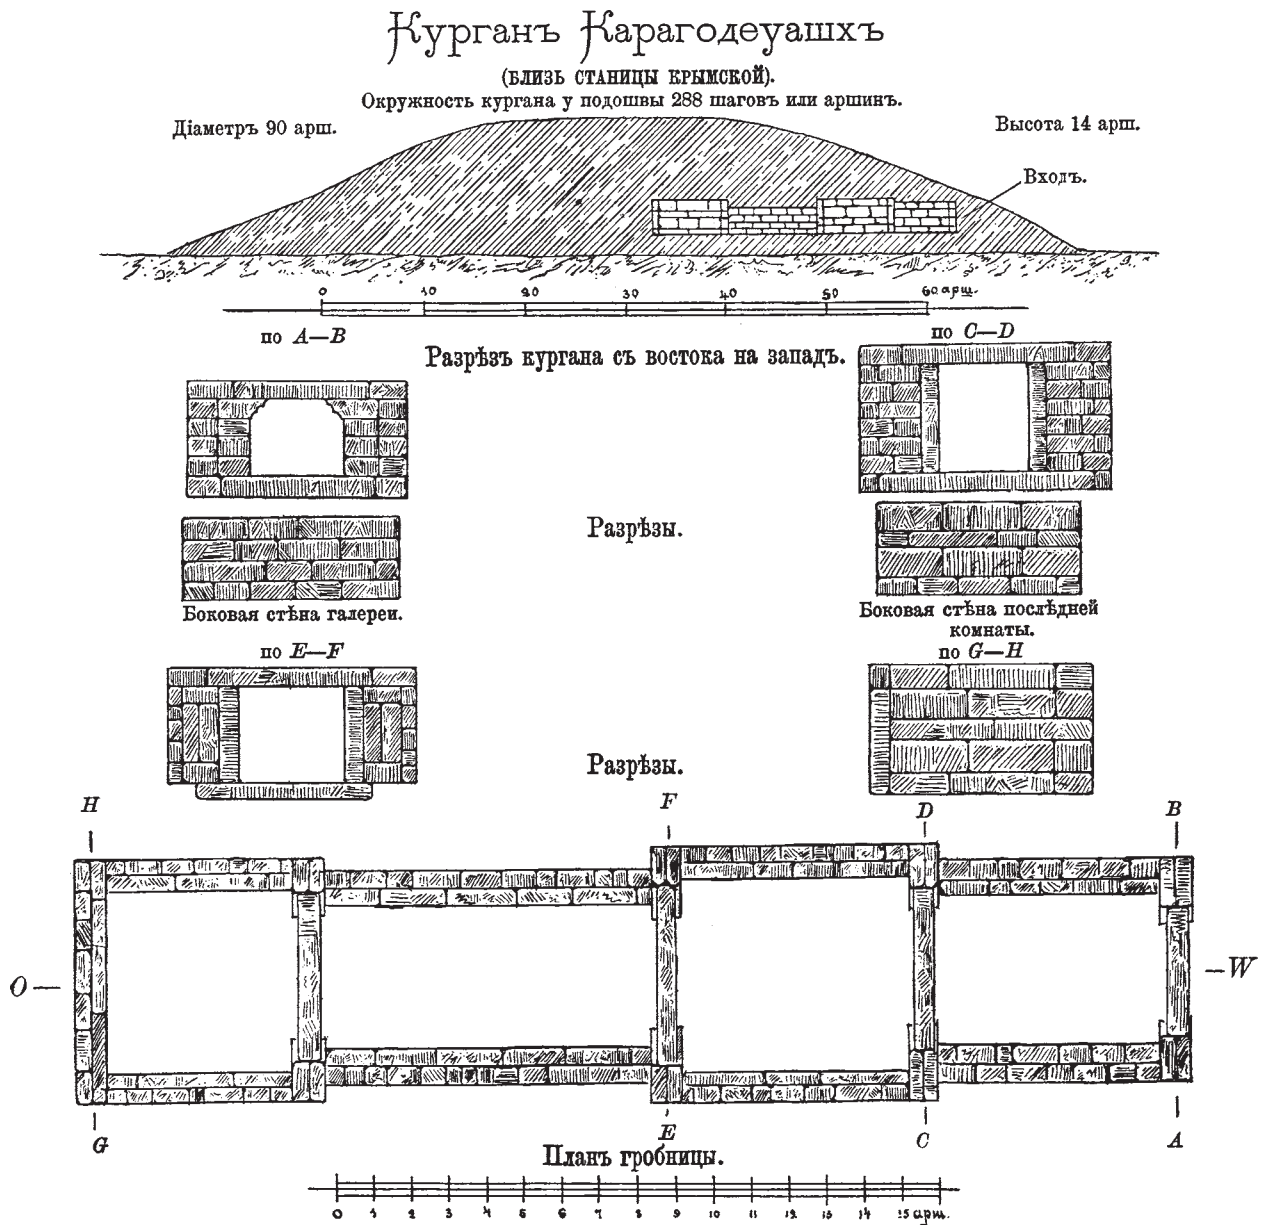 Курганъ Карагодеуашхъ
(БЛИЗЬ СТАНИЦЫ КРЫМСКОЙ).
Окружность кургана у подошвы 288 шаговъ или аршинъ.
Діаметръ 90 арш.
Высота 14 арш.
Входъ.
0 10 20 30 40 50 60 арш.
по A—B
по C—D
Разрѣзъ кургана съ востока на западъ.
Разрѣзы.
Боковая стѣна галереи.
Боковая стѣна послѣдней
комнаты.
по E—F
по G—H
Разрѣзы.
H
F
D
B
O —
— W
G
E
C
A
Планъ гробницы.
0 1 2 3 4 5 6 7 8 9 10 11 12 13 14 15 арш.